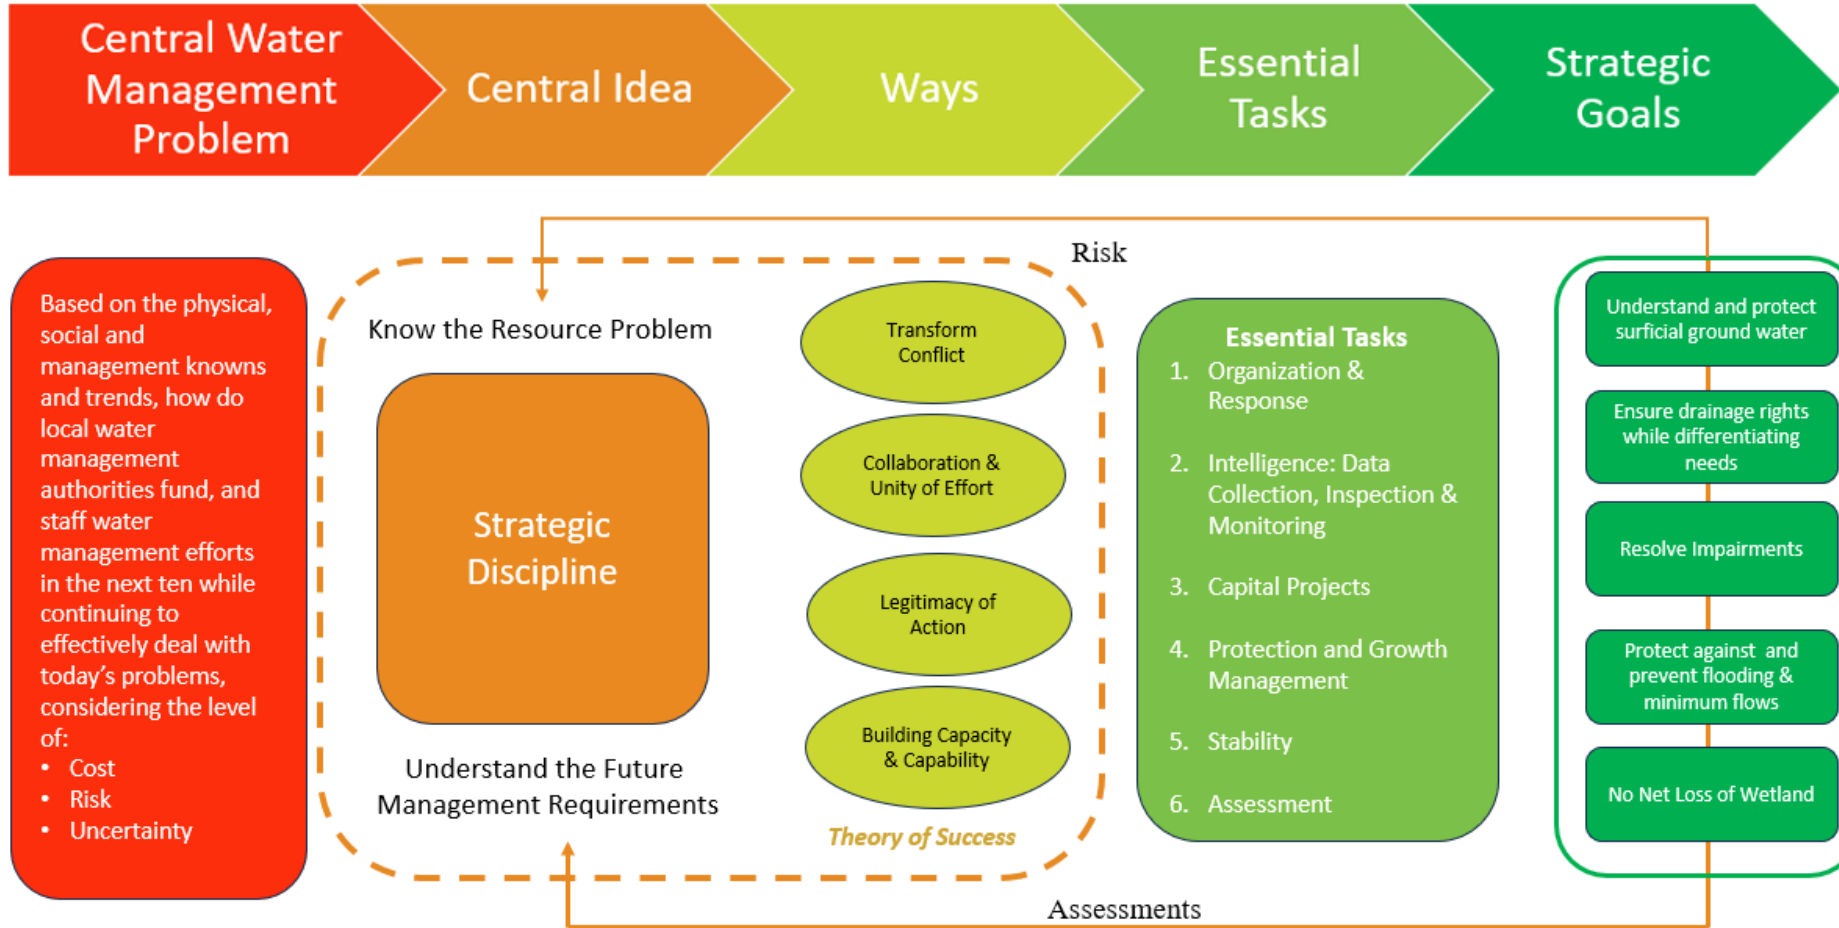 Central Water
Management
Problem
Central Idea
Ways
Essential
Tasks
Strategic
Goals
Based on the physical,
social and
management knowns
and trends, how do
local water
management
authorities fund, and
staff water
management efforts
in the next ten while
continuing to
effectively deal with
today’s problems,
considering the level
of:
• Cost
• Risk
• Uncertainty
Know the Resource Problem
Strategic
Discipline
Understand the Future
Management Requirements
Risk
Transform
Conflict
Collaboration &
Unity of Effort
Legitimacy of
Action
Building Capacity
& Capability
Theory of Success
Essential Tasks
1. Organization &
Response
2. Intelligence: Data
Collection, Inspection &
Monitoring
3. Capital Projects
4. Protection and Growth
Management
5. Stability
6. Assessment
Understand and protect
surficial ground water
Ensure drainage rights
while differentiating
needs
Resolve Impairments
Protect against and
prevent flooding &
minimum flows
No Net Loss of Wetland
Assessments